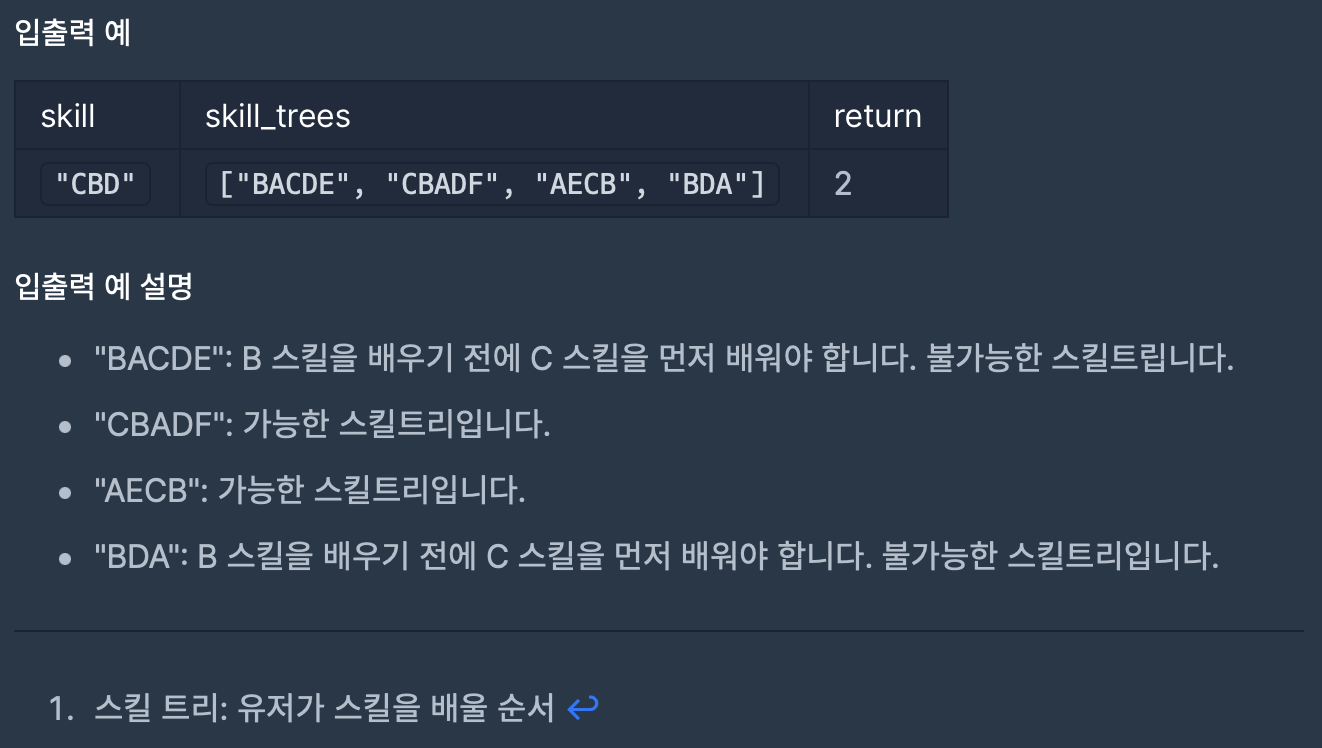 입출력 예
skill skill_trees return
"CBD" ["BACDE", "CBADF", "AECB", "BDA"] 2
입출력 예 설명
• "BACDE": B 스킬을 배우기 전에 C 스킬을 먼저 배워야 합니다. 불가능한 스킬트립니다.
• "CBADF": 가능한 스킬트리입니다.
• "AECB": 가능한 스킬트리입니다.
• "BDA": B 스킬을 배우기 전에 C 스킬을 먼저 배워야 합니다. 불가능한 스킬트리입니다.
1. 스킬 트리: 유저가 스킬을 배울 순서 ↩